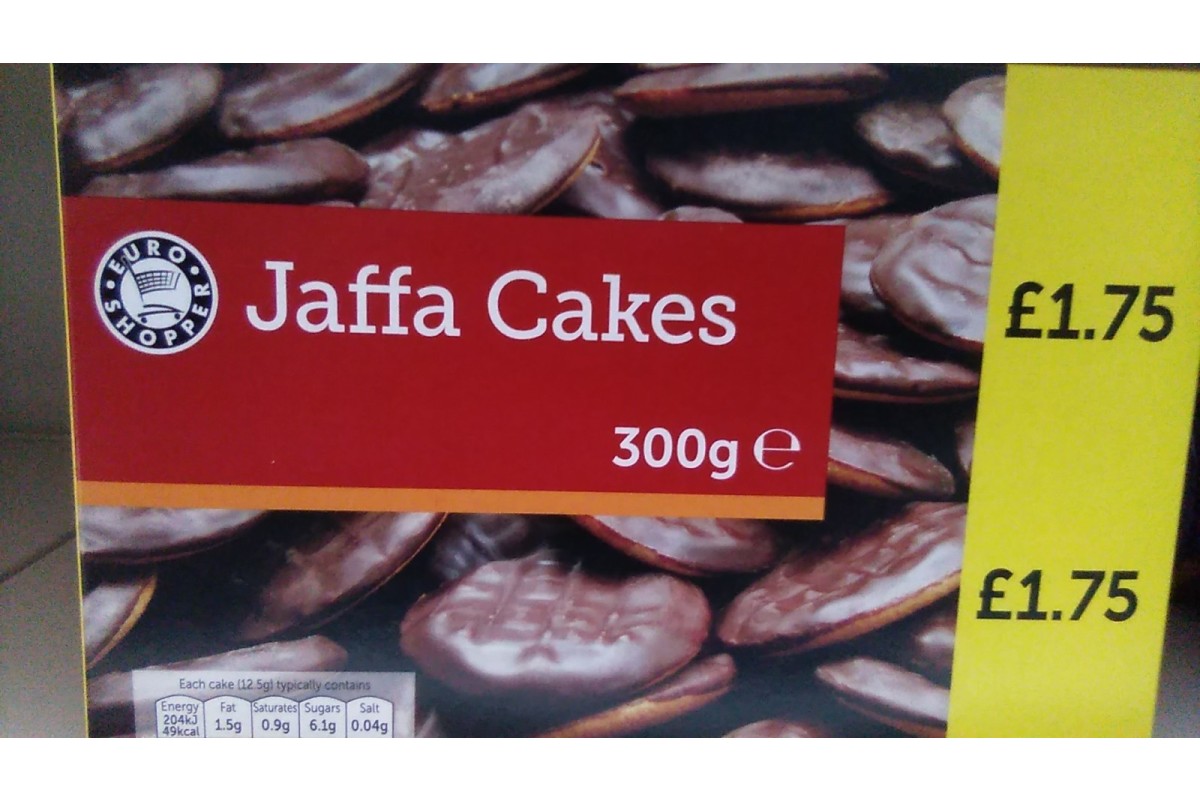 EURO
SHOPPER
Jaffa Cakes
300g ℮
£1.75
£1.75
Each cake (12.5g) typically contains
Energy Fat Saturates Sugars Salt
204kJ
49kcal 1.5g 0.9g 6.1g 0.04g